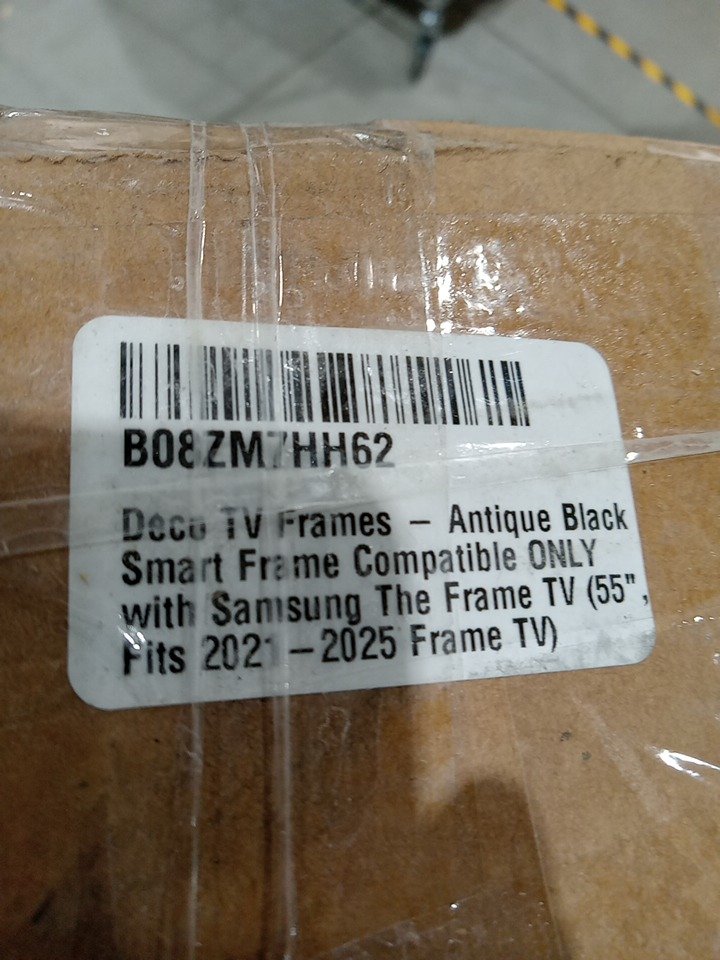 B08ZM7HH62
Deco TV Frames – Antique Black
Smart Frame Compatible ONLY
with Samsung The Frame TV (55",
Fits 2021–2025 Frame TV)